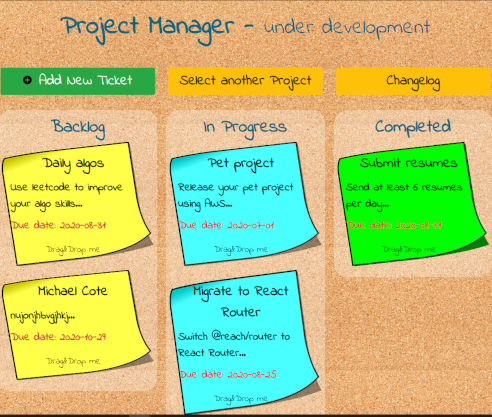 Project Manager - under development
Add New Ticket
Select another Project
Changelog
Backlog
Daily algos
Use leetcode to improve
your algo skills...
Due date: 2020-08-31
Drag&Drop me
Michael Cote
nujonjhbvgjhkj...
Due date: 2020-10-29
Drag&Drop me
In Progress
Pet project
Release your pet project
using AWS...
Due date: 2020-07-01
Drag&Drop me
Migrate to React
Router
Switch @reach/router to
React Router...
Due date: 2020-08-25
Drag&Drop me
Completed
Submit resumes
Send at least 6 resumes
per day...
Due date:
Drag&Drop me